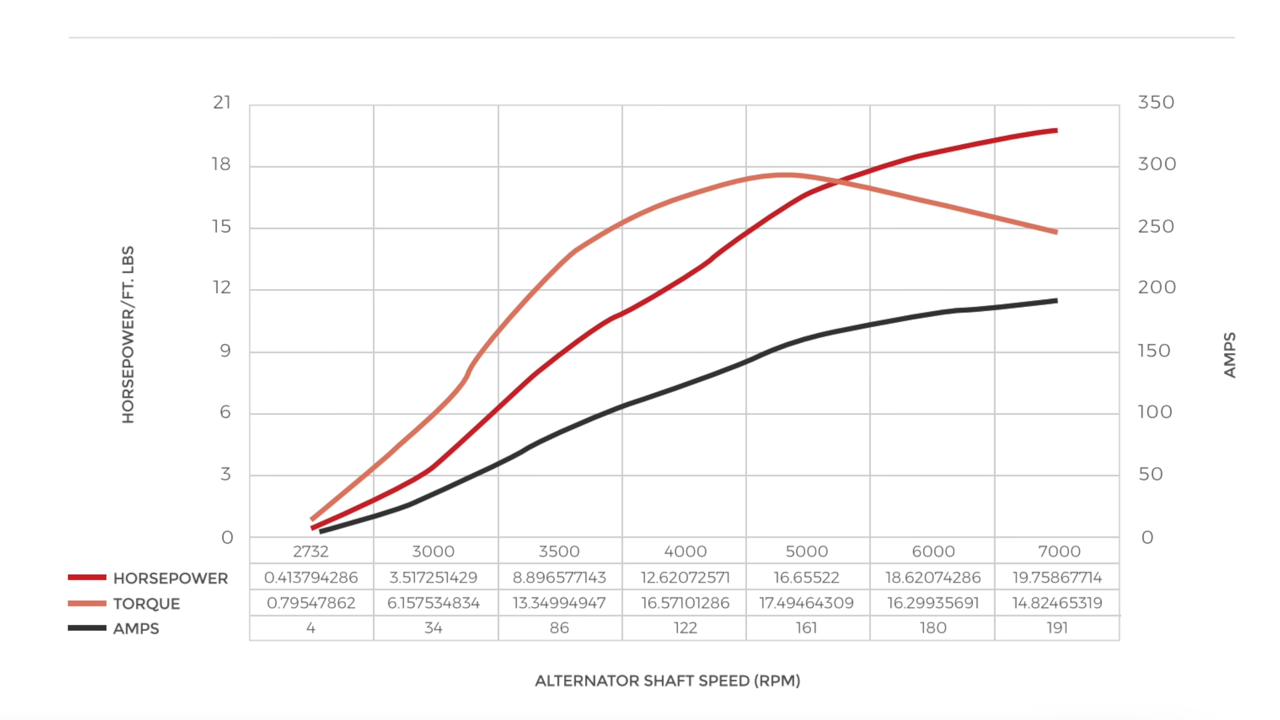 21 350
18 300
15 250
12 200
9 150
6 100
3 50
0 0
HORSEPOWER/FT. LBS
AMPS
2732 3000 3500 4000 5000 6000 7000
HORSEPOWER 0.413794286 3.517251429 8.896577143 12.62072571 16.65522 18.62074286 19.75867714
TORQUE 0.79547862 6.157534834 13.34994947 16.57101286 17.49464309 16.29935691 14.82465319
AMPS 4 34 86 122 161 180 191
ALTERNATOR SHAFT SPEED (RPM)